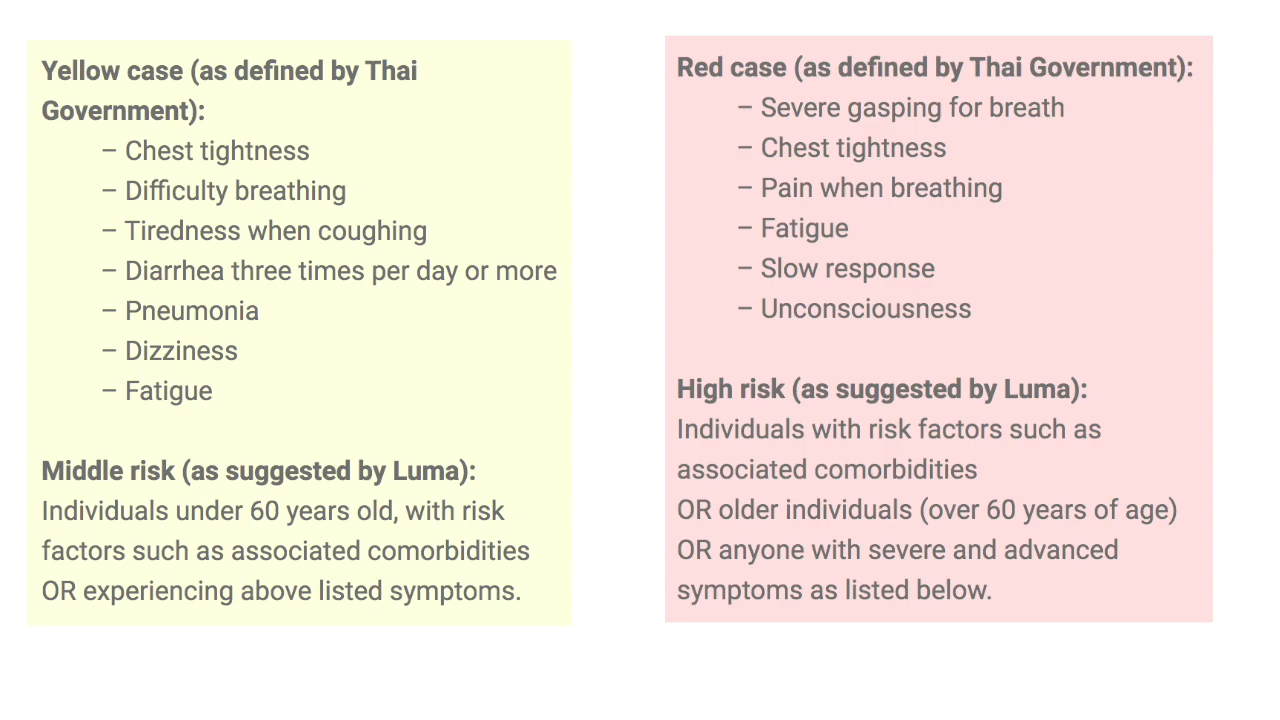 Yellow case (as defined by Thai
Government):
– Chest tightness
– Difficulty breathing
– Tiredness when coughing
– Diarrhea three times per day or more
– Pneumonia
– Dizziness
– Fatigue
Middle risk (as suggested by Luma):
Individuals under 60 years old, with risk
factors such as associated comorbidities
OR experiencing above listed symptoms.
Red case (as defined by Thai Government):
– Severe gasping for breath
– Chest tightness
– Pain when breathing
– Fatigue
– Slow response
– Unconsciousness
High risk (as suggested by Luma):
Individuals with risk factors such as
associated comorbidities
OR older individuals (over 60 years of age)
OR anyone with severe and advanced
symptoms as listed below.